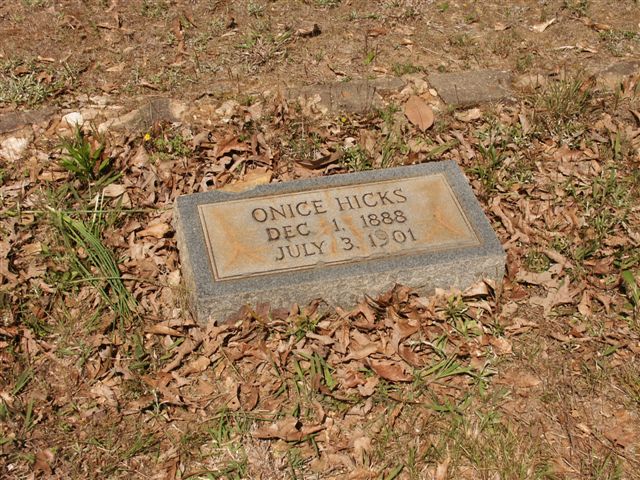 ONICE HICKS
DEC 1. 1888
JULY 3. 1901